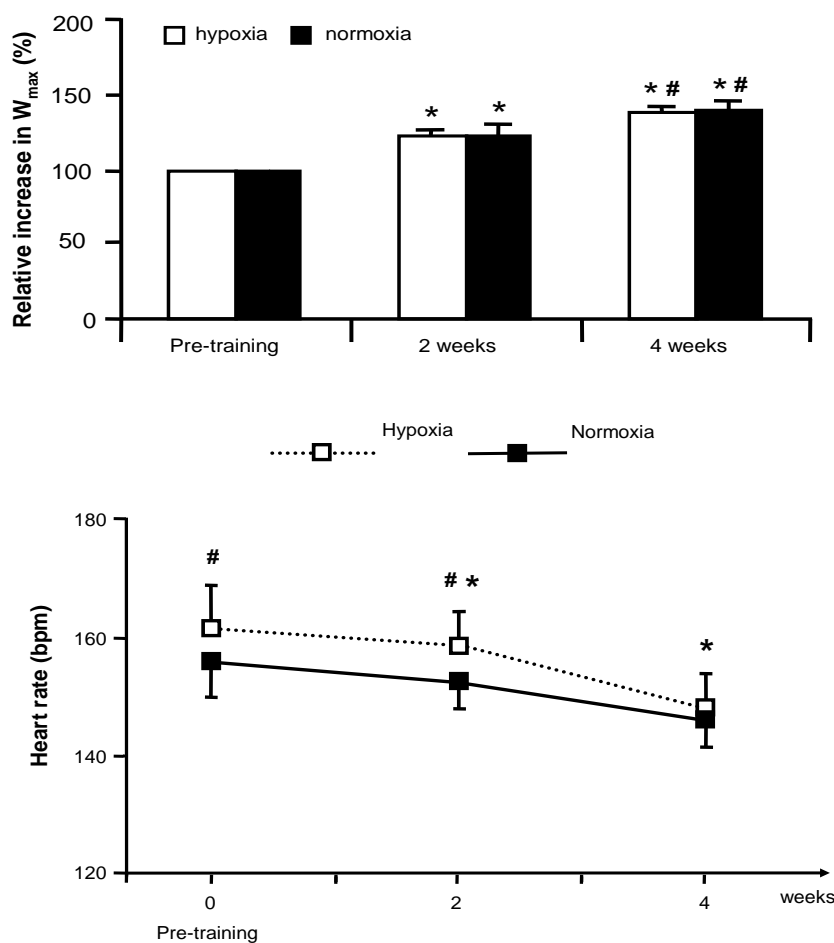 200
hypoxia normoxia
Relative increase in Wmax (%)
150
* * * # * #
100
50
0
Pre-training 2 weeks 4 weeks
Hypoxia Normoxia
180
# # * *
160
Heart rate (bpm)
140
120
0 2 4 weeks
Pre-training